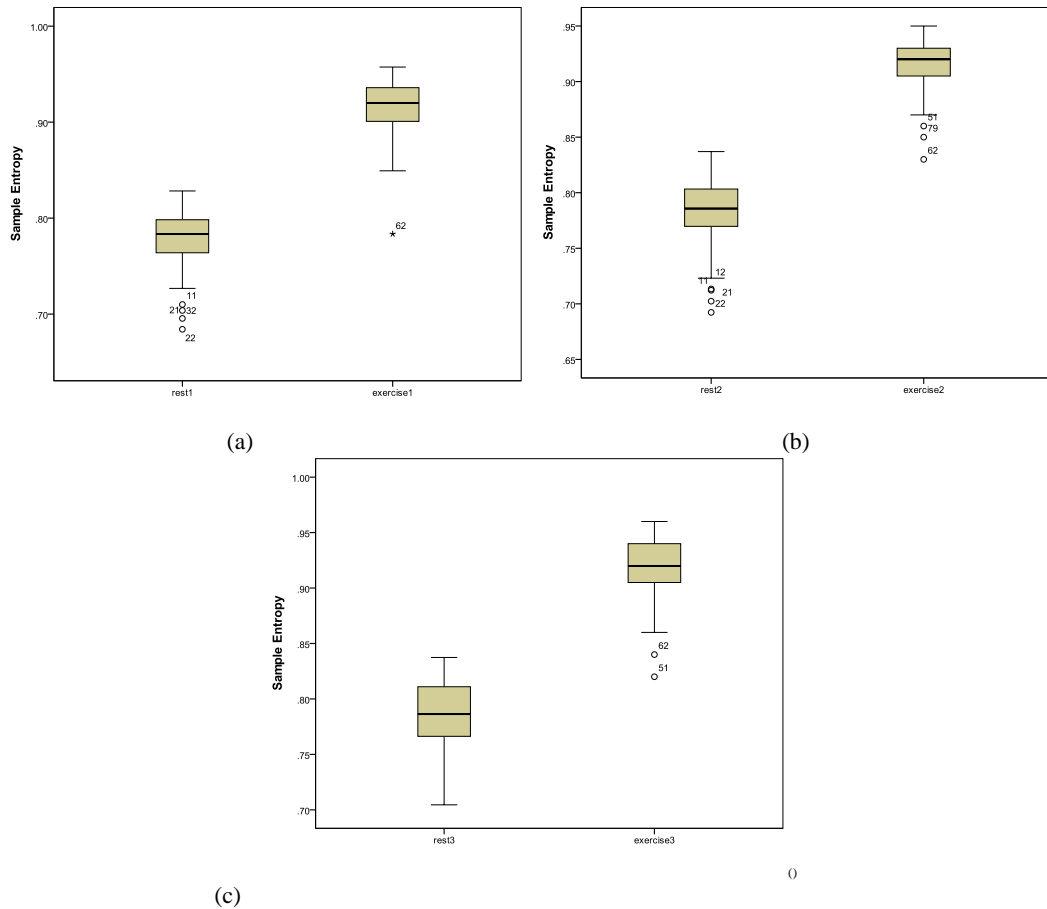 1.00
.90
.80
.70
Sample Entropy
62
11
21 32
22
rest1
exercise1
(a)
.95
.90
.85
.80
.75
.70
.65
Sample Entropy
51
79
62
12
11
21
22
rest2
exercise2
(b)
1.00
.95
.90
.85
.80
.75
.70
Sample Entropy
62
51
rest3
exercise3
()
(c)